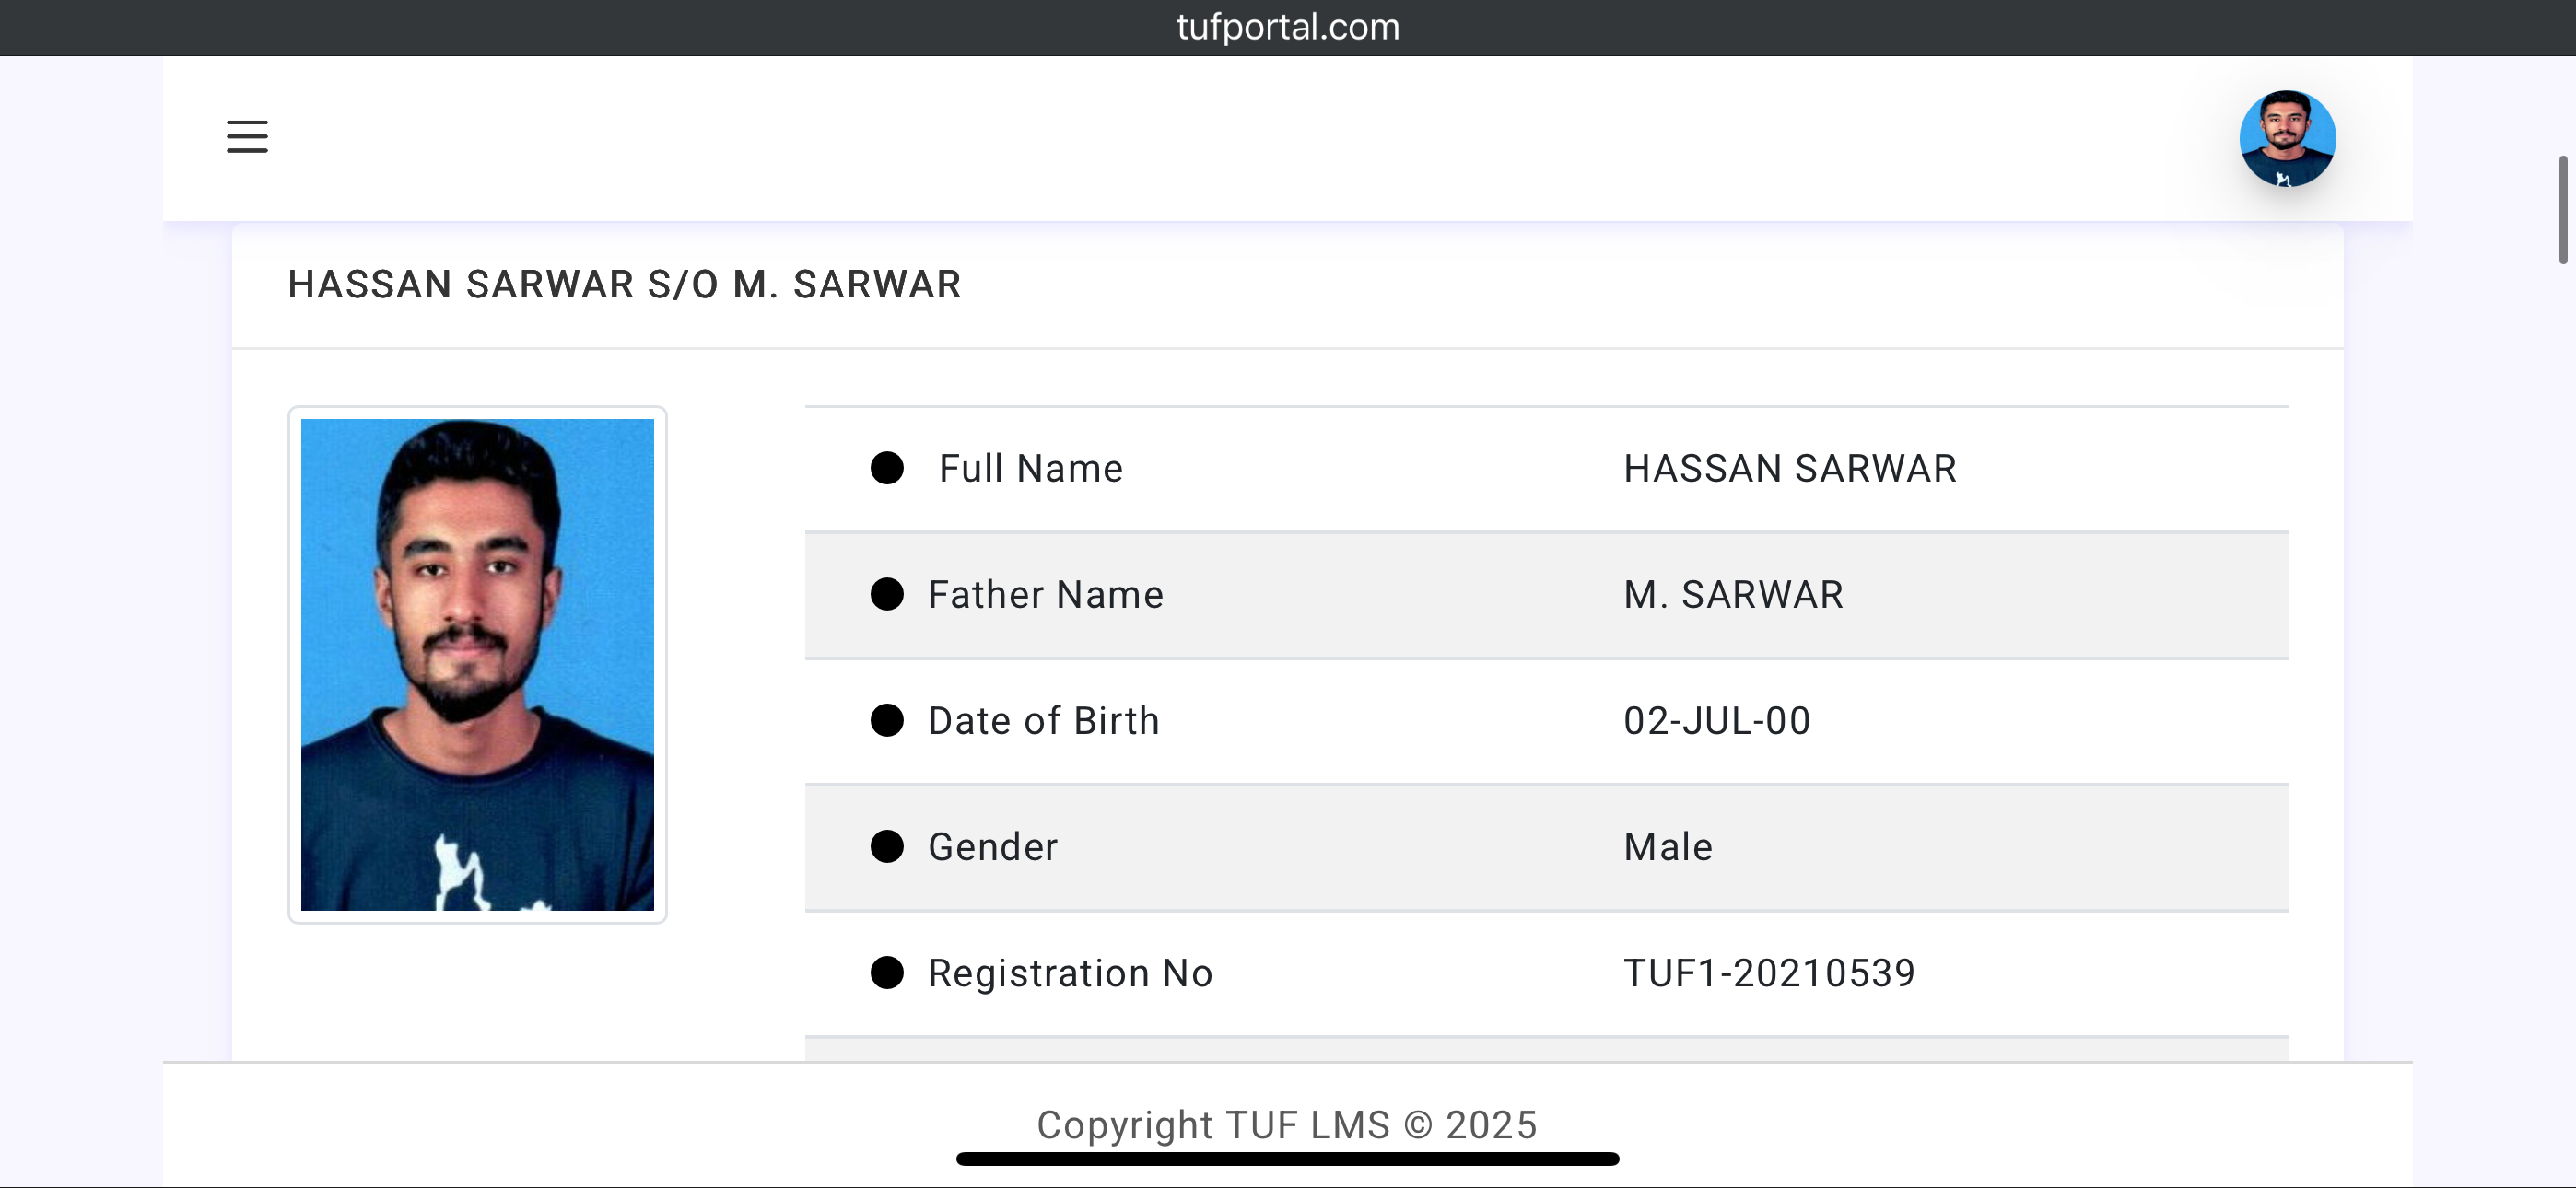 tufportal.com
HASSAN SARWAR S/O M. SARWAR
Full Name HASSAN SARWAR
Father Name M. SARWAR
Date of Birth 02-JUL-00
Gender Male
Registration No TUF1-20210539
Copyright TUF LMS © 2025